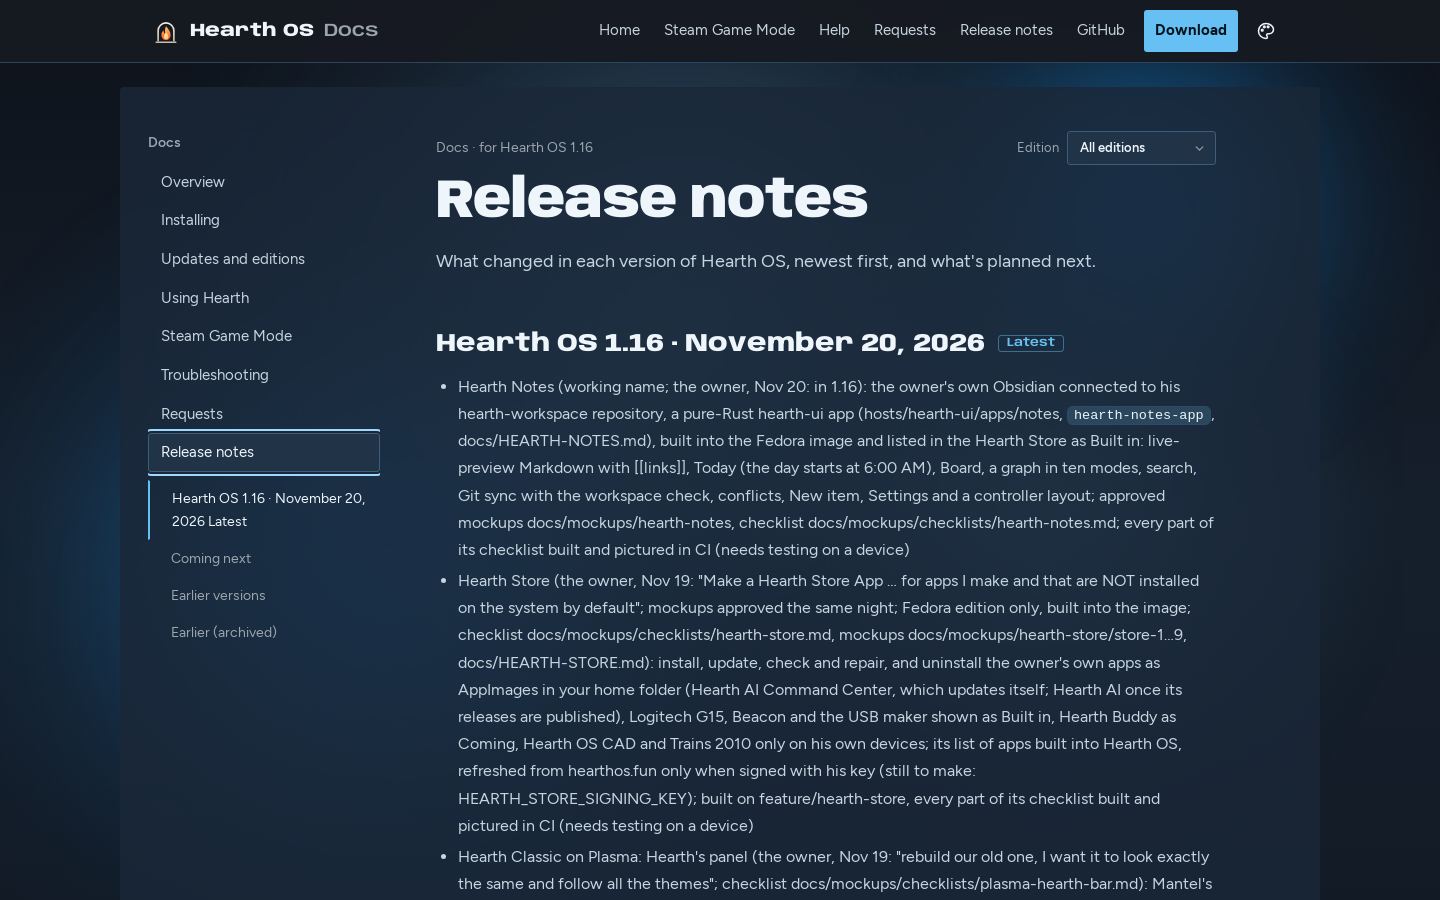 Hearth OS Docs
Home
Steam Game Mode
Help
Requests
Release notes
GitHub
Download
Docs
Overview
Installing
Updates and editions
Using Hearth
Steam Game Mode
Troubleshooting
Requests
Release notes
Hearth OS 1.16 · November 20,
2026 Latest
Coming next
Earlier versions
Earlier (archived)
Docs · for Hearth OS 1.16
Edition
All editions
Release notes
What changed in each version of Hearth OS, newest first, and what's planned next.
Hearth OS 1.16 · November 20, 2026 Latest
• Hearth Notes (working name; the owner, Nov 20: in 1.16): the owner's own Obsidian connected to his
hearth-workspace repository, a pure-Rust hearth-ui app (hosts/hearth-ui/apps/notes, hearth-notes-app,
docs/HEARTH-NOTES.md), built into the Fedora image and listed in the Hearth Store as Built in: live-
preview Markdown with [[links]], Today (the day starts at 6:00 AM), Board, a graph in ten modes, search,
Git sync with the workspace check, conflicts, New item, Settings and a controller layout; approved
mockups docs/mockups/hearth-notes, checklist docs/mockups/checklists/hearth-notes.md; every part of
its checklist built and pictured in CI (needs testing on a device)
• Hearth Store (the owner, Nov 19: "Make a Hearth Store App ... for apps I make and that are NOT installed
on the system by default"; mockups approved the same night; Fedora edition only, built into the image;
checklist docs/mockups/checklists/hearth-store.md, mockups docs/mockups/hearth-store/store-1...9,
docs/HEARTH-STORE.md): install, update, check and repair, and uninstall the owner's own apps as
AppImages in your home folder (Hearth AI Command Center, which updates itself; Hearth AI once its
releases are published), Logitech G15, Beacon and the USB maker shown as Built in, Hearth Buddy as
Coming, Hearth OS CAD and Trains 2010 only on his own devices; its list of apps built into Hearth OS,
refreshed from hearthos.fun only when signed with his key (still to make:
HEARTH_STORE_SIGNING_KEY); built on feature/hearth-store, every part of its checklist built and
pictured in CI (needs testing on a device)
• Hearth Classic on Plasma: Hearth's panel (the owner, Nov 19: "rebuild our old one, I want it to look exactly
the same and follow all the themes"; checklist docs/mockups/checklists/plasma-hearth-bar.md): Mantel's